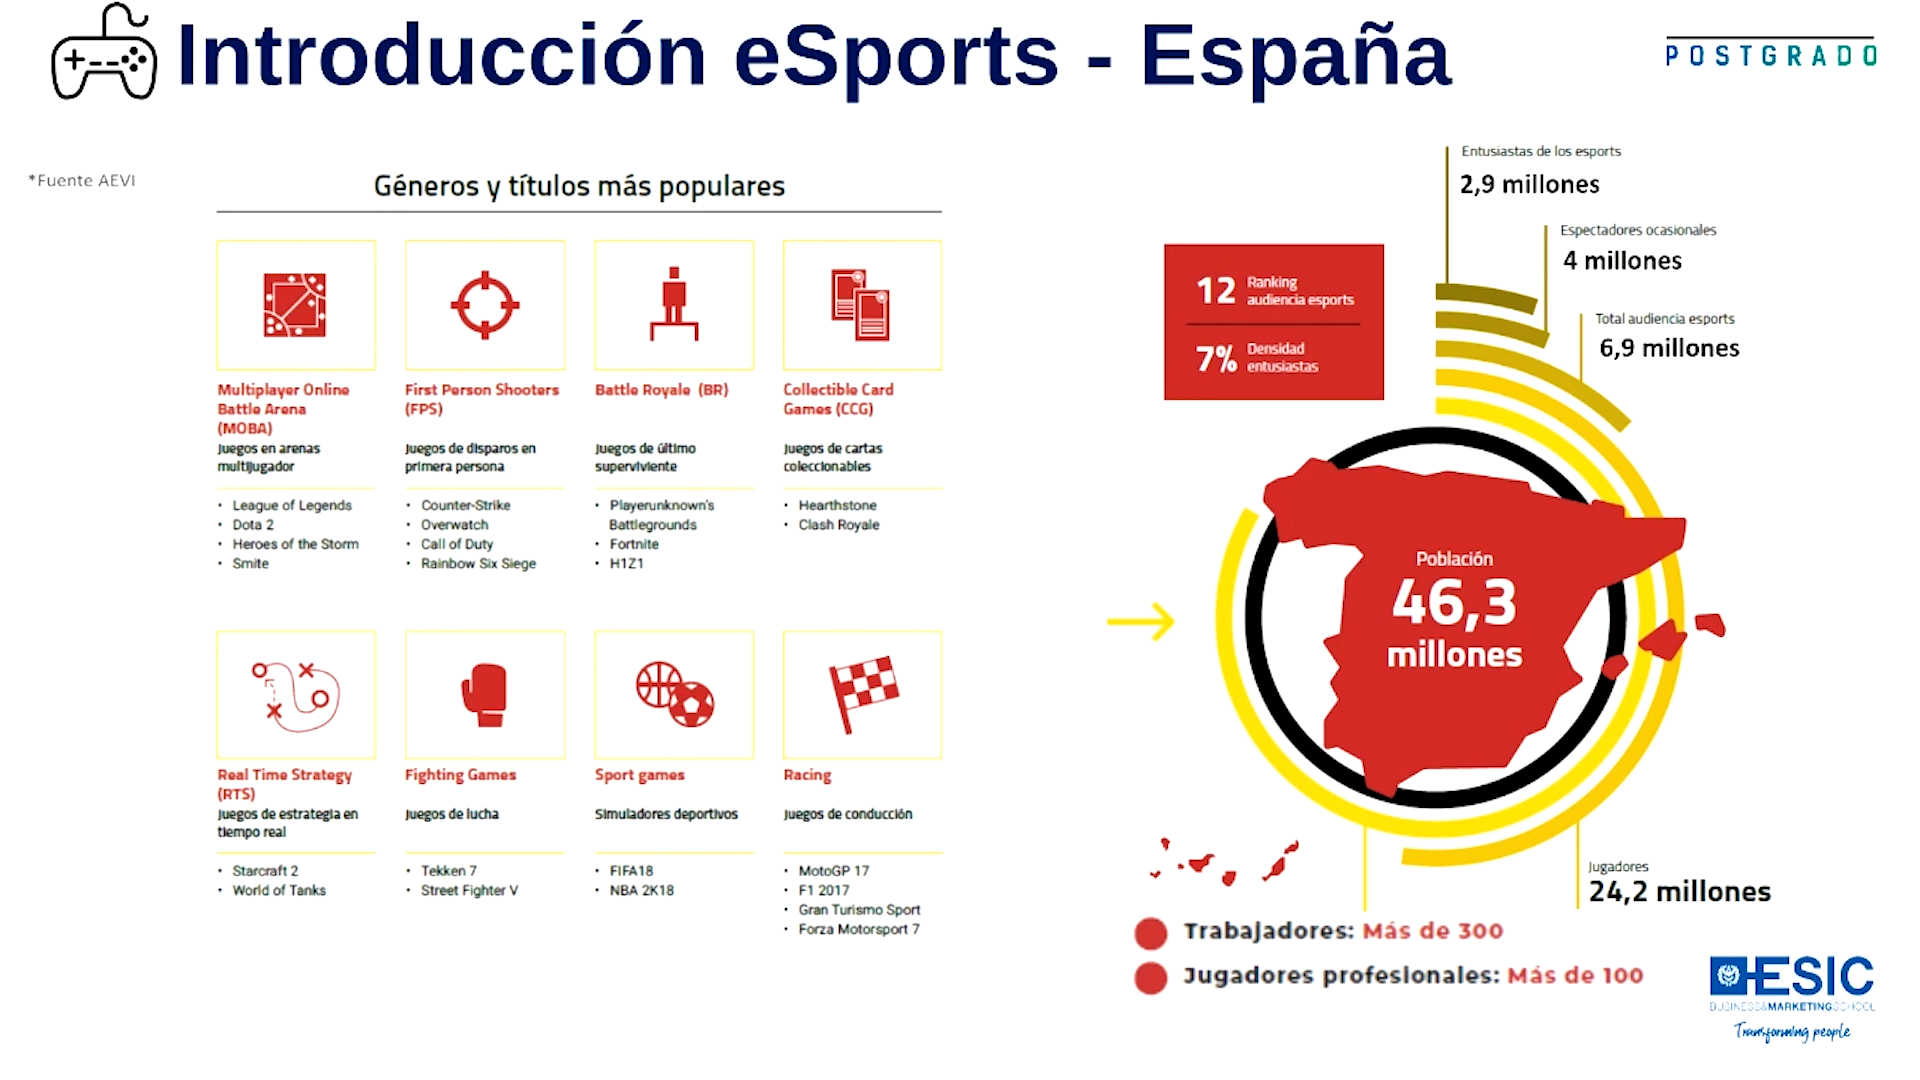 Introducción eSports - España
POSTGRADO
*Fuente AEVI
Géneros y títulos más populares
Multiplayer Online
Battle Arena
(MOBA)
Juegos en arenas
multijugador
• League of Legends
• Dota 2
• Heroes of the Storm
• Smite
First Person Shooters
(FPS)
Juegos de disparos en
primera persona
• Counter-Strike
• Overwatch
• Call of Duty
• Rainbow Six Siege
Battle Royale (BR)
Juegos de último
superviviente
• Playerunknown's
Battlegrounds
• Fortnite
• H1Z1
Collectible Card
Games (CCG)
Juegos de cartas
coleccionables
• Hearthstone
• Clash Royale
Real Time Strategy
(RTS)
Juegos de estrategia en
tiempo real
• Starcraft 2
• World of Tanks
Fighting Games
Juegos de lucha
• Tekken 7
• Street Fighter V
Sport games
Simuladores deportivos
• FIFA18
• NBA 2K18
Racing
Juegos de conducción
• MotoGP 17
• F1 2017
• Gran Turismo Sport
• Forza Motorsport 7
Entusiastas de los esports
2,9 millones
Espectadores ocasionales
4 millones
Total audiencia esports
6,9 millones
12 Ranking
audiencia esports
7% Densidad
entusiastas
Población
46,3
millones
Jugadores
24,2 millones
Trabajadores: Más de 300
Jugadores profesionales: Más de 100
ESIC
BUSINESS&MARKETINGSCHOOL
Transforming people